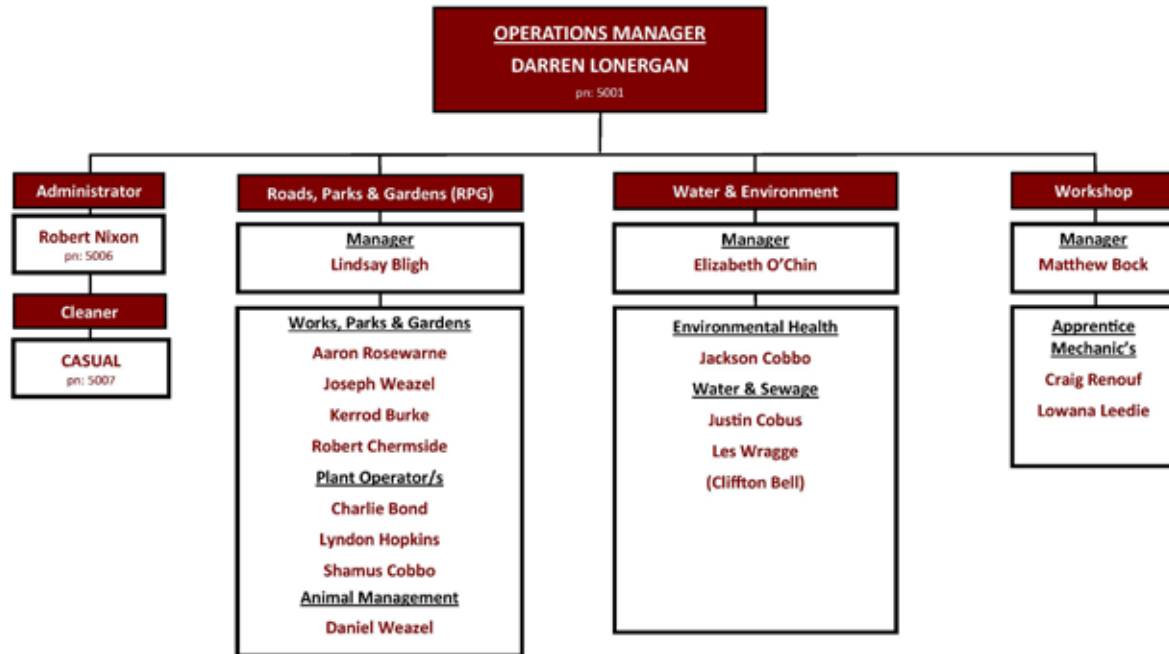 OPERATIONS MANAGER
DARREN LONERGAN
pn: 5001
Administrator
Robert Nixon
pn: 5006
Cleaner
CASUAL
pn: 5007
Roads, Parks & Gardens (RPG)
Manager
Lindsay Bligh
Works, Parks & Gardens
Aaron Rosewarne
Joseph Weazel
Kerrod Burke
Robert Chermside
Plant Operator/s
Charlie Bond
Lyndon Hopkins
Shamus Cobbo
Animal Management
Daniel Weazel
Water & Environment
Manager
Elizabeth O'Chin
Environmental Health
Jackson Cobbo
Water & Sewage
Justin Cobus
Les Wragge
(Cliffton Bell)
Workshop
Manager
Matthew Bock
Apprentice
Mechanic's
Craig Renouf
Lowana Leedie